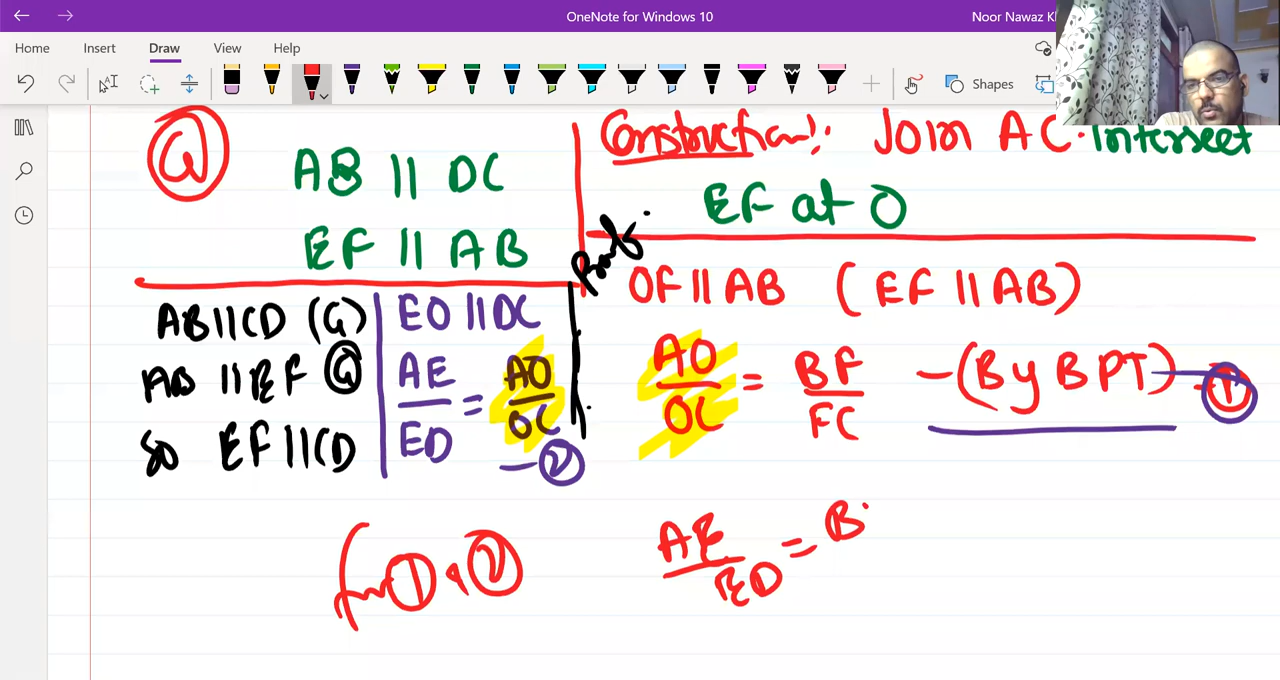 OneNote for Windows 10
Noor Nawaz Kh
Home Insert Draw View Help
Shapes
G
AB || DC
EF || AB
Construction:- Join AC. intersect
EF at O
Proof.
AB || CD (G)
AB || EF G
So EF || CD
EO || DC
AE/ED = AO/OC
— 2
OF || AB ( EF || AB )
AO/OC = BF/FC — (By BPT) — 1
from 1 & 2
AE/ED = B